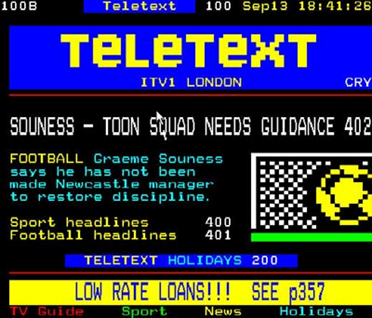 100B Teletext 100 Sep13 18:41:26
TELETEXT
ITV1 LONDON CRY
SOUNESS - TOON SQUAD NEEDS GUIDANCE 402
FOOTBALL Graeme Souness
says he has not been
made Newcastle manager
to restore discipline.
Sport headlines 400
Football headlines 401
TELETEXT HOLIDAYS 200
LOW RATE LOANS!!! SEE p357
TV Guide Sport News Holidays